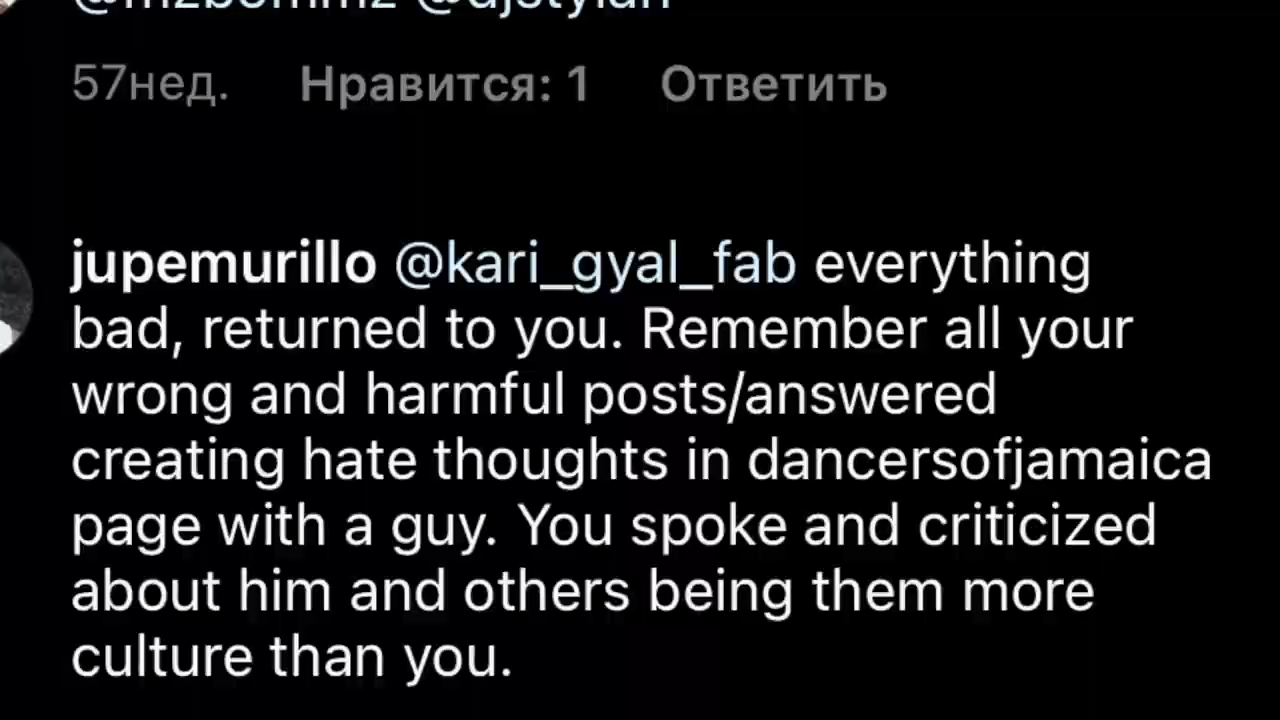 57нед. Нравится: 1 Ответить
jupemurillo @kari_gyal_fab everything
bad, returned to you. Remember all your
wrong and harmful posts/answered
creating hate thoughts in dancersofjamaica
page with a guy. You spoke and criticized
about him and others being them more
culture than you.